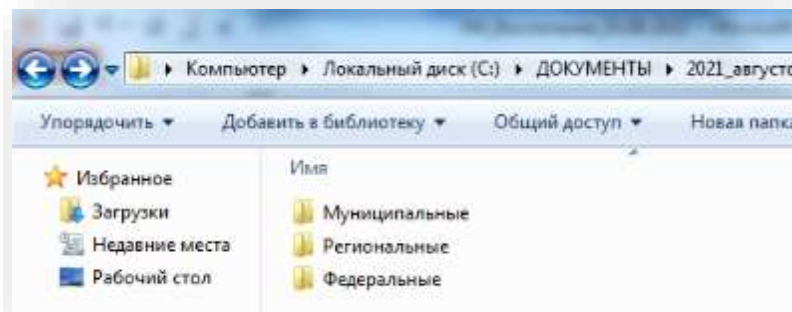 Компьютер ▸ Локальный диск (C:) ▸ ДОКУМЕНТЫ ▸ 2021_августо
Упорядочить ▾ Добавить в библиотеку ▾ Общий доступ ▾ Новая папка
Избранное
Загрузки
Недавние места
Рабочий стол
Имя
Муниципальные
Региональные
Федеральные